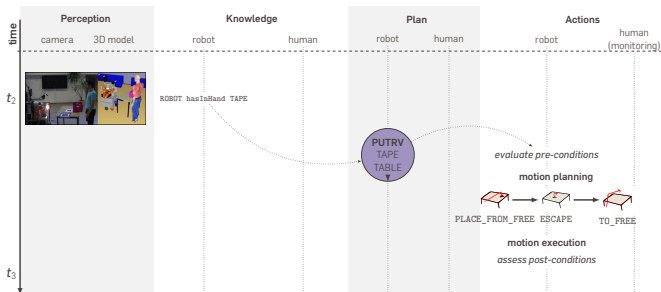 Perception Knowledge Plan Actions
time
camera 3D model robot human robot human robot human
(monitoring)
t2
ROBOT hasInHand TAPE
PUTRV
TAPE
TABLE
evaluate pre-conditions
motion planning
PLACE_FROM_FREE ESCAPE TO_FREE
motion execution
assess post-conditions
t3